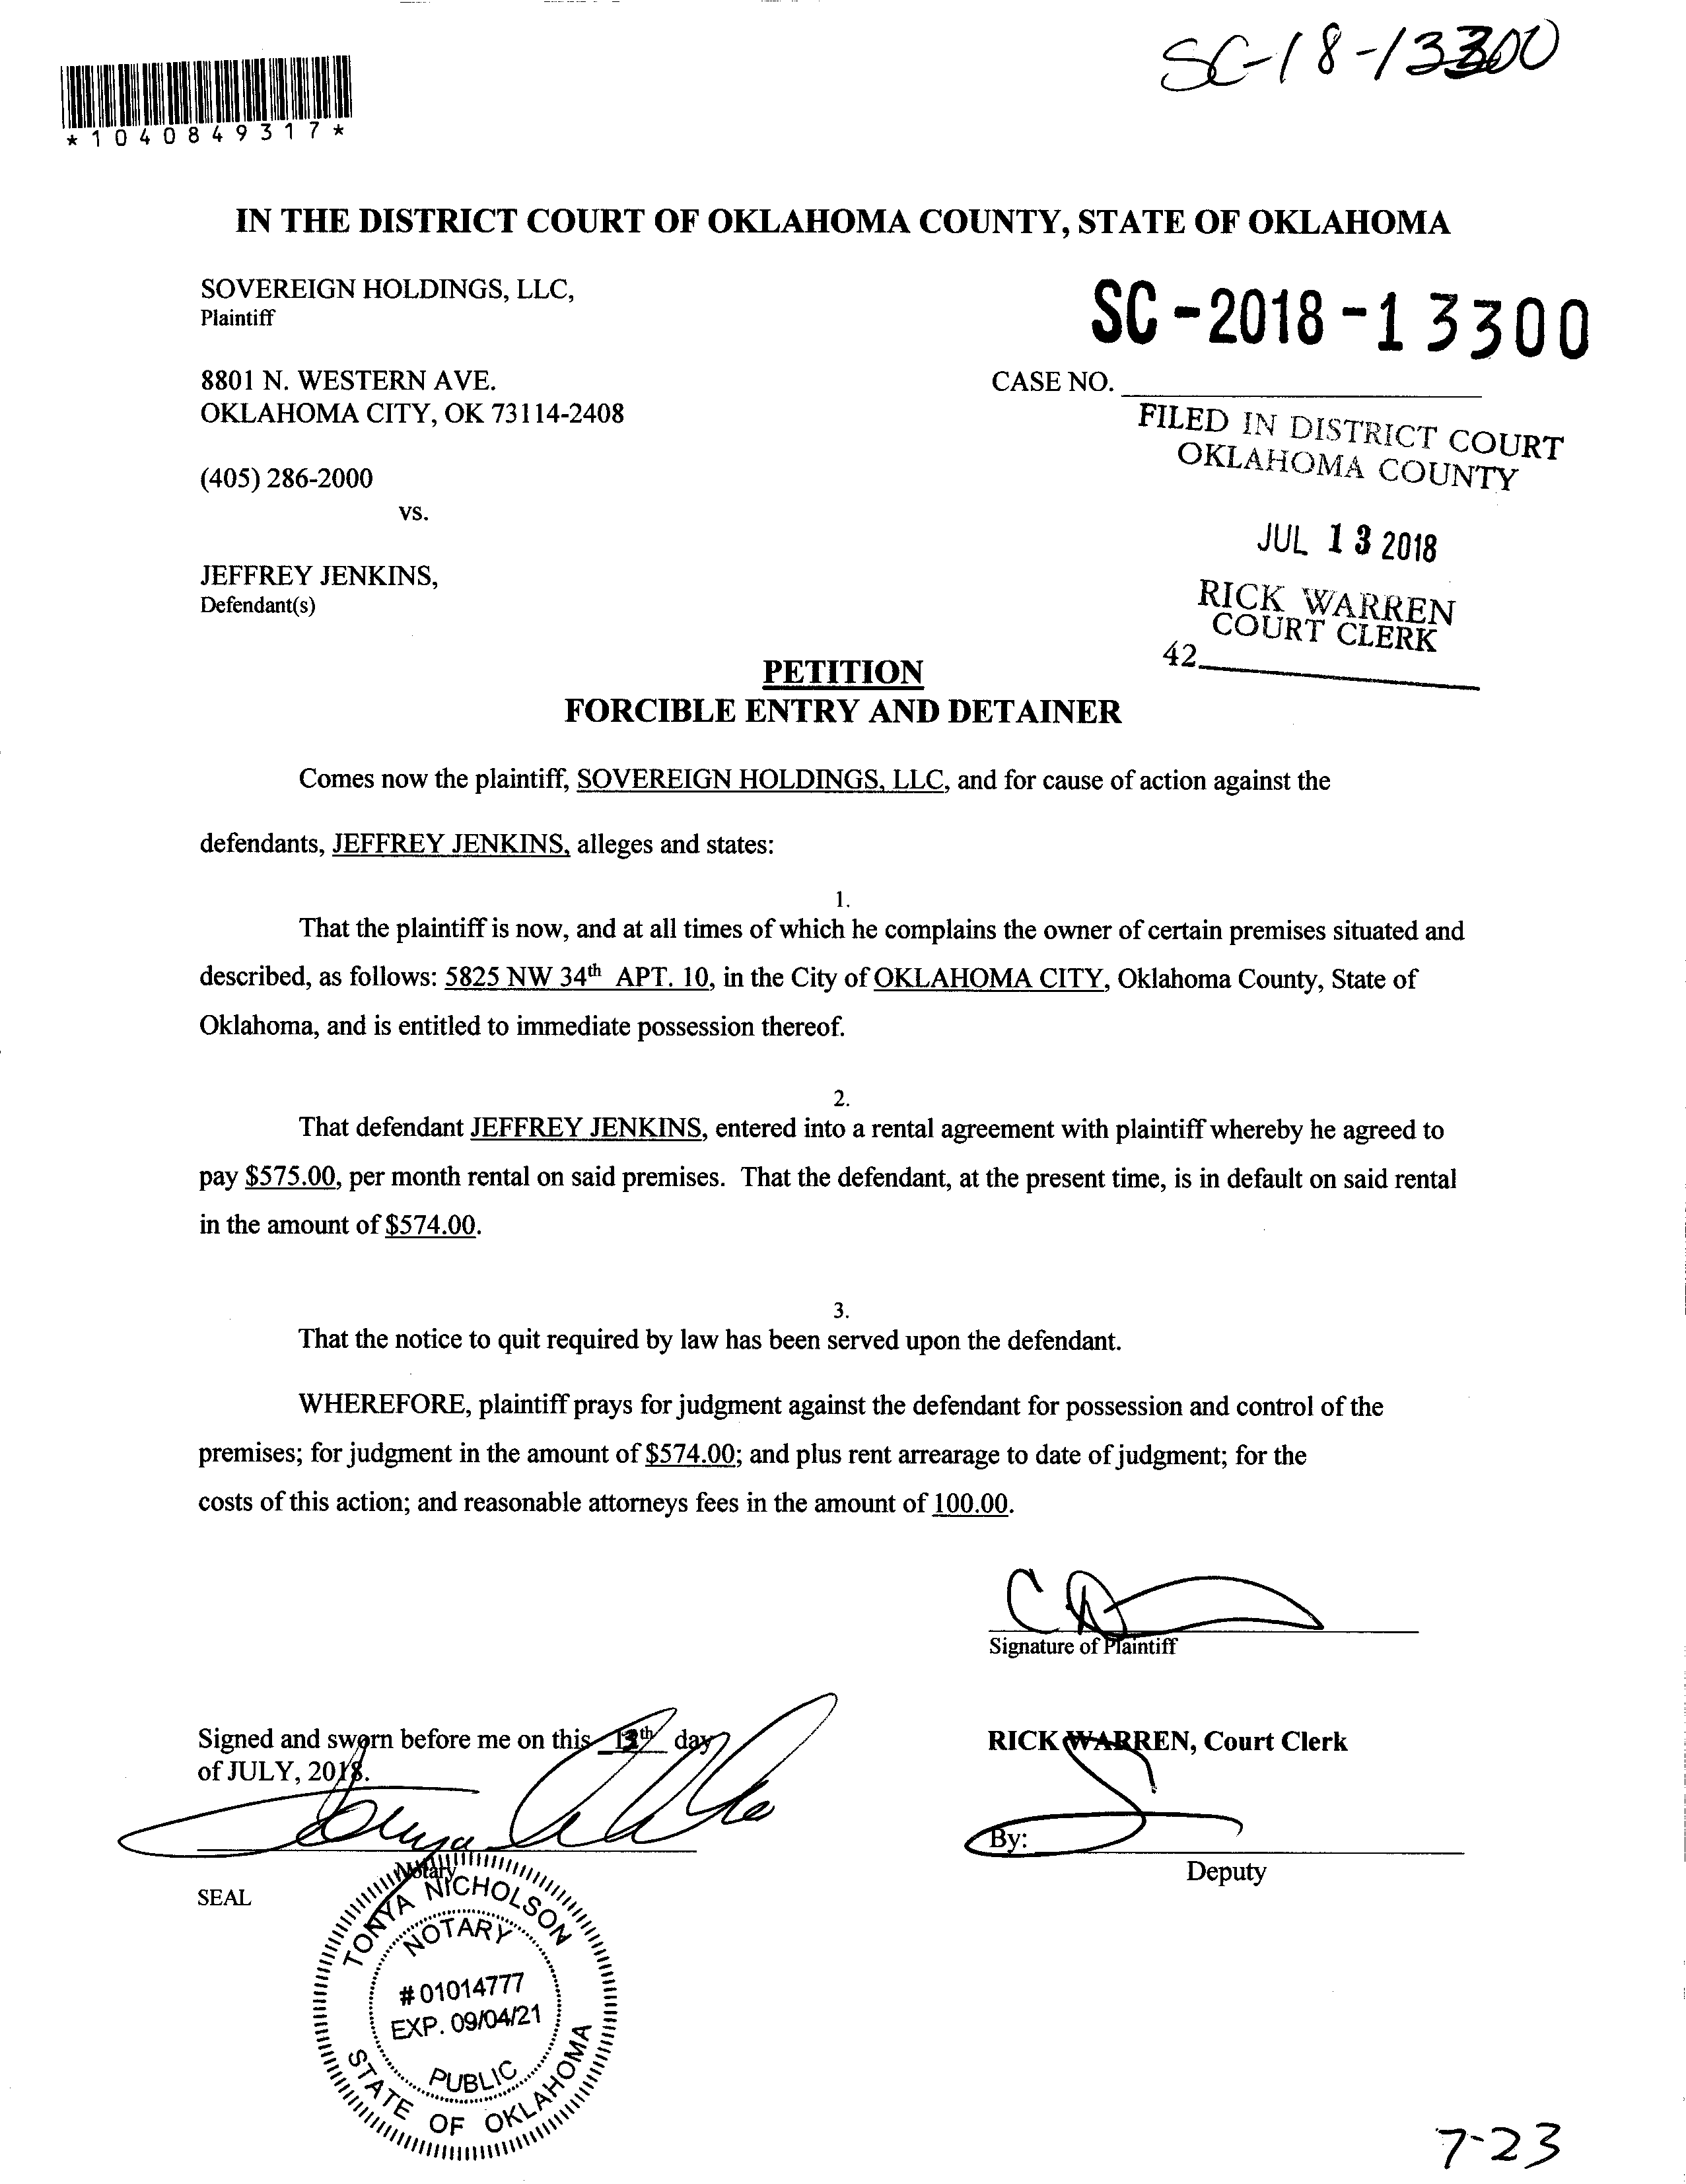 SC-18-13300
*1040849317*
IN THE DISTRICT COURT OF OKLAHOMA COUNTY, STATE OF OKLAHOMA
SOVEREIGN HOLDINGS, LLC,
Plaintiff
SC-2018-13300
8801 N. WESTERN AVE.
CASE NO.
OKLAHOMA CITY, OK 73114-2408
FILED IN DISTRICT COURT
OKLAHOMA COUNTY
(405) 286-2000
vs.
JUL 13 2018
JEFFREY JENKINS,
Defendant(s)
RICK WARREN
COURT CLERK
42
PETITION
FORCIBLE ENTRY AND DETAINER
Comes now the plaintiff, SOVEREIGN HOLDINGS, LLC, and for cause of action against the
defendants, JEFFREY JENKINS, alleges and states:
1.
That the plaintiff is now, and at all times of which he complains the owner of certain premises situated and
described, as follows: 5825 NW 34th APT. 10, in the City of OKLAHOMA CITY, Oklahoma County, State of
Oklahoma, and is entitled to immediate possession thereof.
2.
That defendant JEFFREY JENKINS, entered into a rental agreement with plaintiff whereby he agreed to
pay $575.00, per month rental on said premises. That the defendant, at the present time, is in default on said rental
in the amount of $574.00.
3.
That the notice to quit required by law has been served upon the defendant.
WHEREFORE, plaintiff prays for judgment against the defendant for possession and control of the
premises; for judgment in the amount of $574.00; and plus rent arrearage to date of judgment; for the
costs of this action; and reasonable attorneys fees in the amount of 100.00.
Signature of Plaintiff
Signed and sworn before me on this day
of JULY, 2018.
RICK WARREN, Court Clerk
By:
Deputy
Notary
SEAL
TONYA NICHOLSON
NOTARY
#01014777
EXP. 09/04/21
PUBLIC
STATE OF OKLAHOMA
7-23